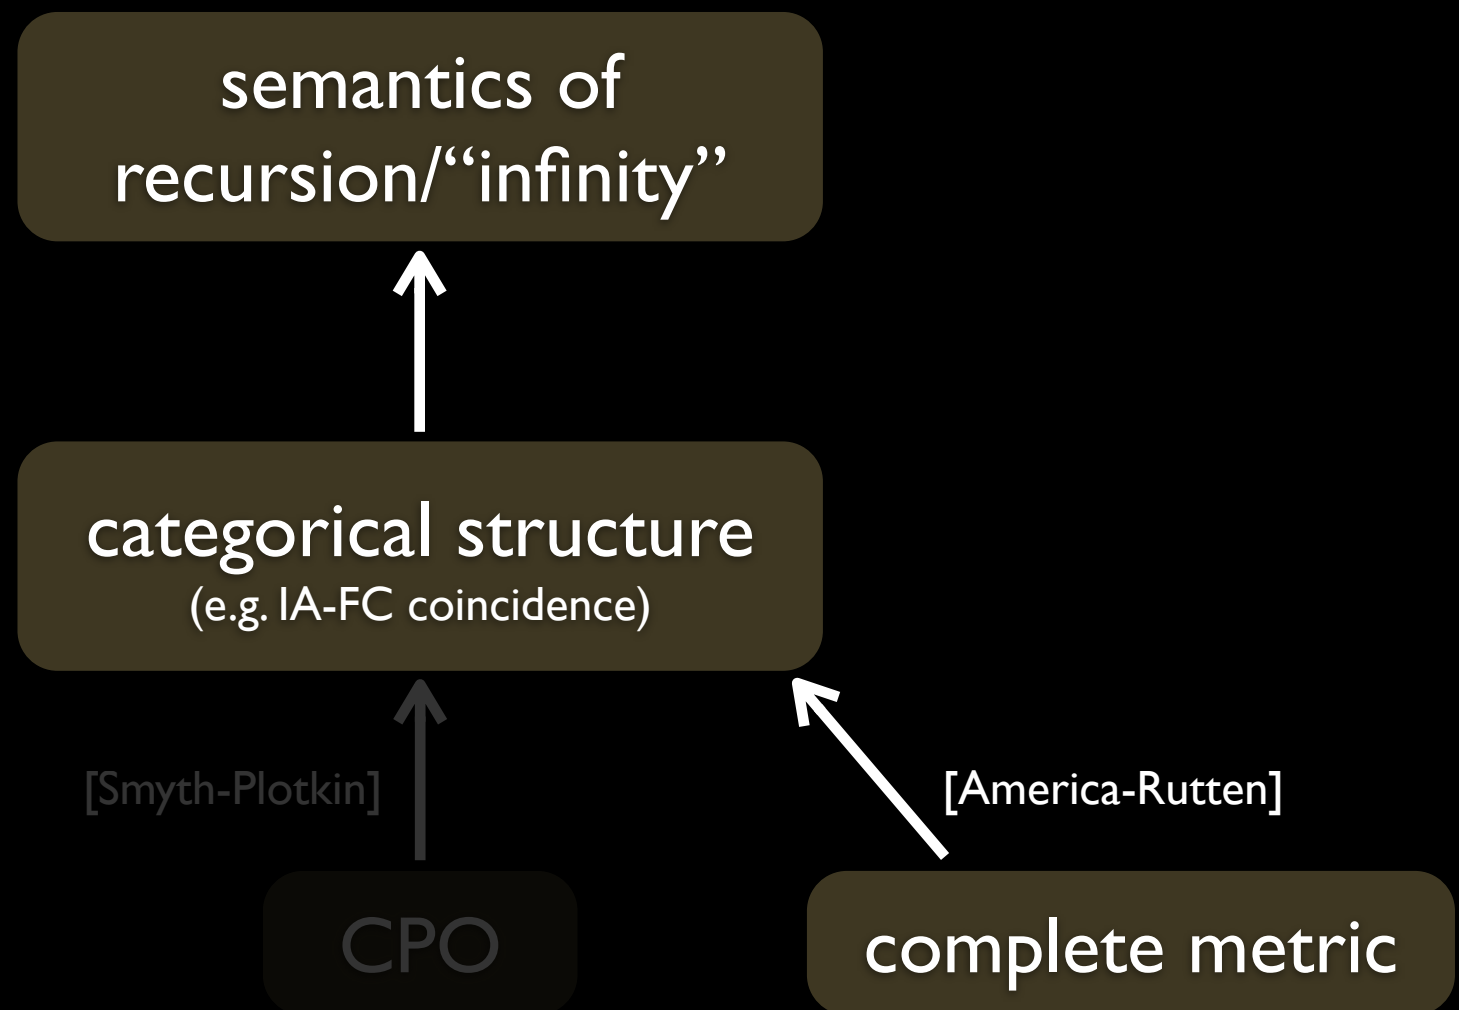 semantics of
recursion/“infinity”
categorical structure
(e.g. IA-FC coincidence)
[Smyth-Plotkin]
[America-Rutten]
CPO
complete metric